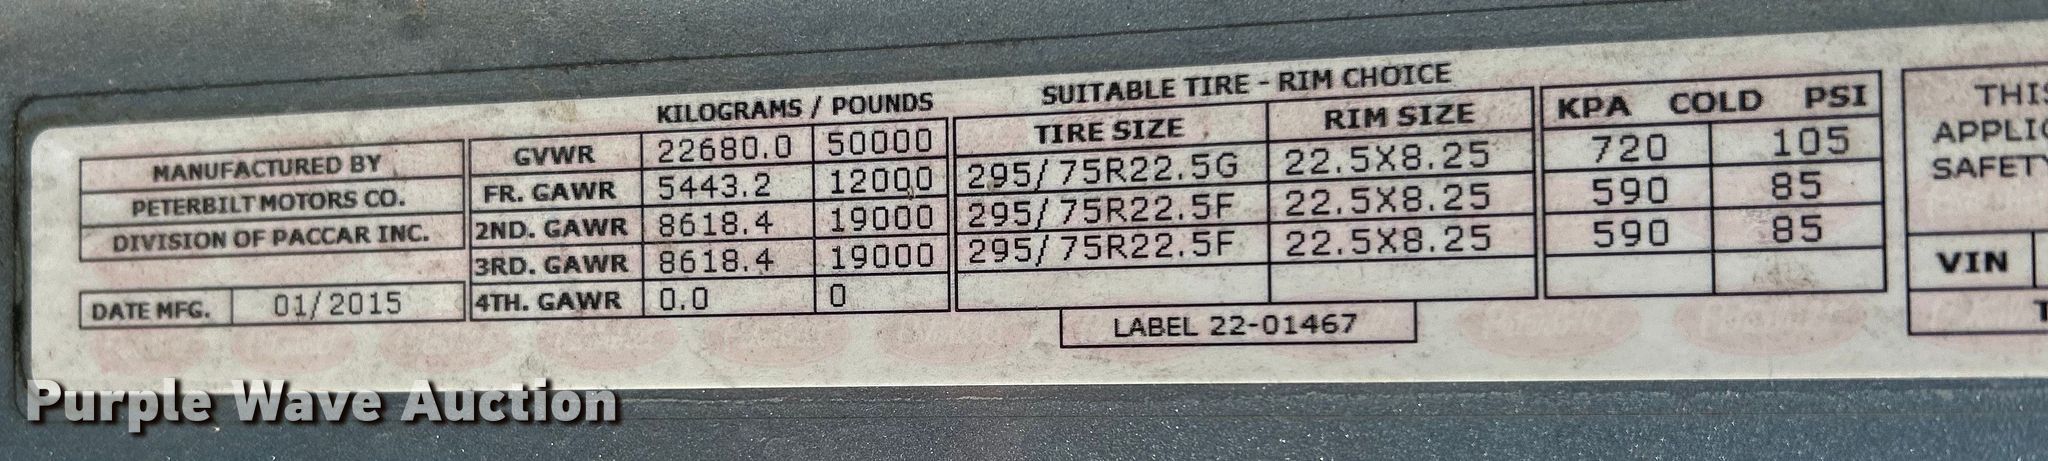 KILOGRAMS / POUNDS SUITABLE TIRE - RIM CHOICE
MANUFACTURED BY
PETERBILT MOTORS CO.
DIVISION OF PACCAR INC.
DATE MFG. 01/2015
GVWR 22680.0 50000
FR. GAWR 5443.2 12000
2ND. GAWR 8618.4 19000
3RD. GAWR 8618.4 19000
4TH. GAWR 0.0 0
TIRE SIZE RIM SIZE
295/75R22.5G 22.5X8.25
295/75R22.5F 22.5X8.25
295/75R22.5F 22.5X8.25
LABEL 22-01467
KPA COLD PSI
720 105
590 85
590 85
THIS
APPLIC
SAFETY
VIN
Purple Wave Auction